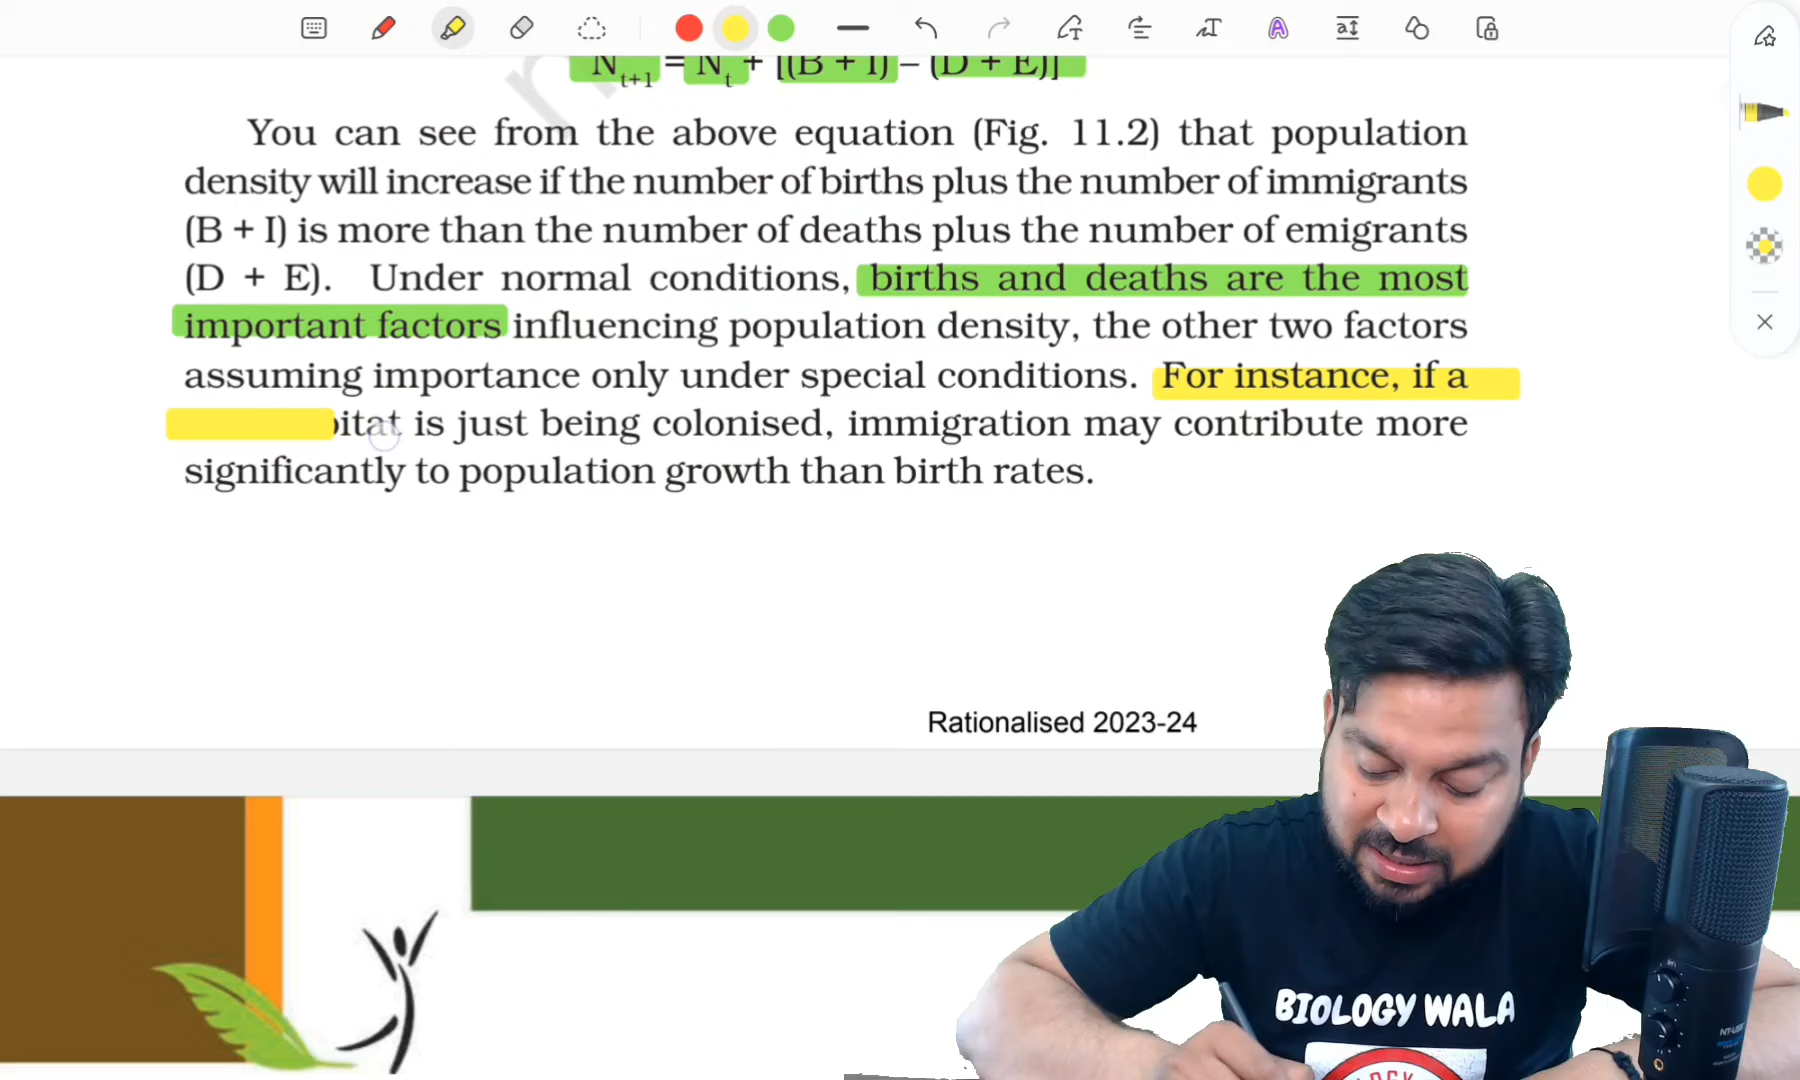 N t+1 = N t + [(B + I) – (D + E)]
You can see from the above equation (Fig. 11.2) that population
density will increase if the number of births plus the number of immigrants
(B + I) is more than the number of deaths plus the number of emigrants
(D + E). Under normal conditions, births and deaths are the most
important factors influencing population density, the other two factors
assuming importance only under special conditions. For instance, if a
is just being colonised, immigration may contribute more
significantly to population growth than birth rates.
Rationalised 2023-24
BIOLOGY WALA